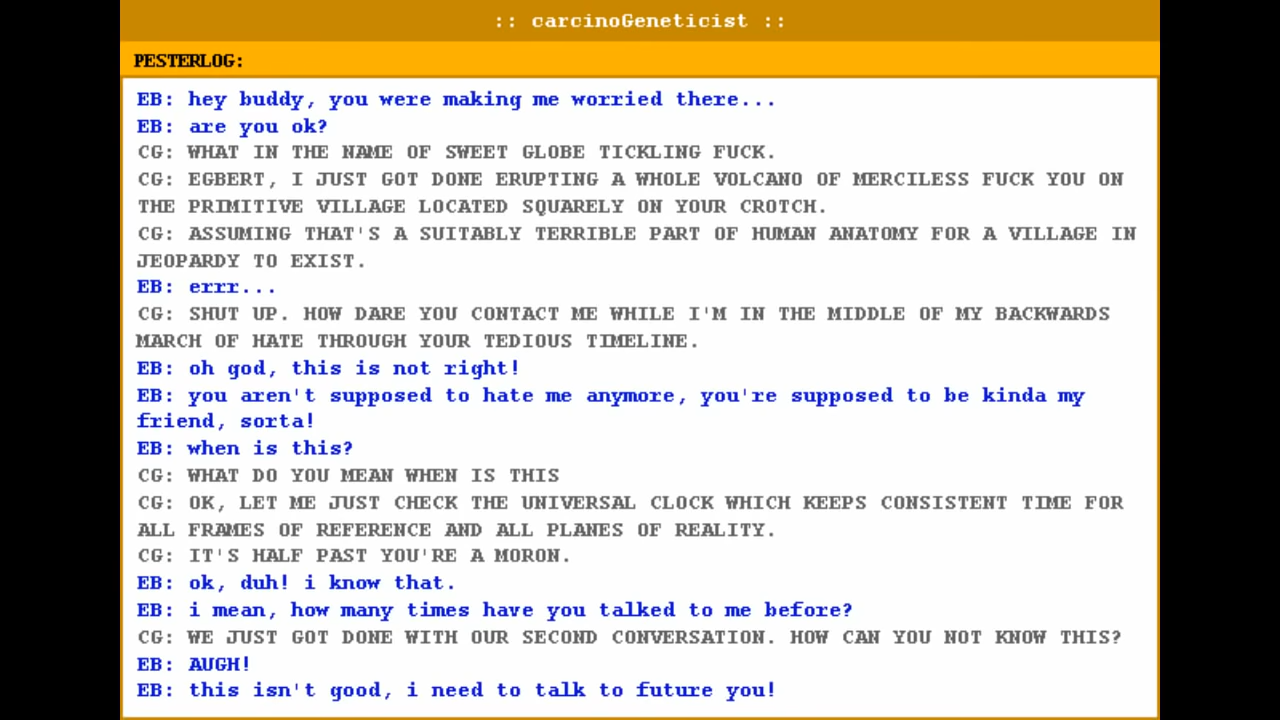 :: carcinoGeneticist ::
PESTERLOG:
EB: hey buddy, you were making me worried there...
EB: are you ok?
CG: WHAT IN THE NAME OF SWEET GLOBE TICKLING FUCK.
CG: EGBERT, I JUST GOT DONE ERUPTING A WHOLE VOLCANO OF MERCILESS FUCK YOU ON
THE PRIMITIVE VILLAGE LOCATED SQUARELY ON YOUR CROTCH.
CG: ASSUMING THAT'S A SUITABLY TERRIBLE PART OF HUMAN ANATOMY FOR A VILLAGE IN
JEOPARDY TO EXIST.
EB: errr...
CG: SHUT UP. HOW DARE YOU CONTACT ME WHILE I'M IN THE MIDDLE OF MY BACKWARDS
MARCH OF HATE THROUGH YOUR TEDIOUS TIMELINE.
EB: oh god, this is not right!
EB: you aren't supposed to hate me anymore, you're supposed to be kinda my
friend, sorta!
EB: when is this?
CG: WHAT DO YOU MEAN WHEN IS THIS
CG: OK, LET ME JUST CHECK THE UNIVERSAL CLOCK WHICH KEEPS CONSISTENT TIME FOR
ALL FRAMES OF REFERENCE AND ALL PLANES OF REALITY.
CG: IT'S HALF PAST YOU'RE A MORON.
EB: ok, duh! i know that.
EB: i mean, how many times have you talked to me before?
CG: WE JUST GOT DONE WITH OUR SECOND CONVERSATION. HOW CAN YOU NOT KNOW THIS?
EB: AUGH!
EB: this isn't good, i need to talk to future you!